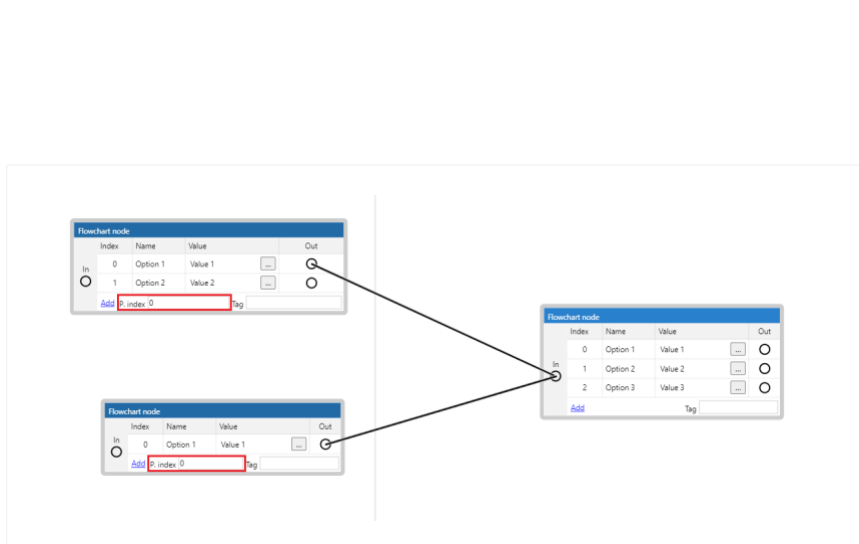 Flowchart node
Index Name Value Out
In
0 Option 1 Value 1 ...
1 Option 2 Value 2 ...
Add P. index 0 Tag
Flowchart node
Index Name Value Out
In
0 Option 1 Value 1 ...
1 Option 2 Value 2 ...
2 Option 3 Value 3 ...
Add Tag
Flowchart node
Index Name Value Out
In
0 Option 1 Value 1 ...
Add P. index 0 Tag